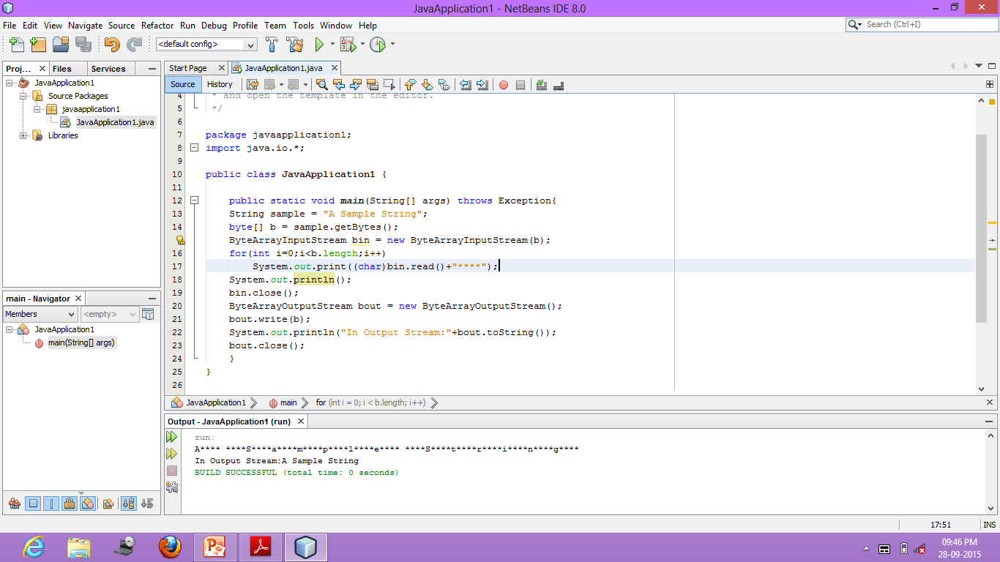 JavaApplication1 - NetBeans IDE 8.0
File Edit View Navigate Source Refactor Run Debug Profile Team Tools Window Help
Search (Ctrl+I)
<default config>
Proj... Files Services
JavaApplication1
Source Packages
javaapplication1
JavaApplication1.java
Libraries
Start Page JavaApplication1.java
Source History
4 * and open the template in the editor.
5 */
6
7 package javaapplication1;
8 import java.io.*;
9
10 public class JavaApplication1 {
11
12 public static void main(String[] args) throws Exception{
13 String sample = "A Sample String";
14 byte[] b = sample.getBytes();
ByteArrayInputStream bin = new ByteArrayInputStream(b);
16 for(int i=0;i<b.length;i++)
17 System.out.print((char)bin.read()+"****");
18 System.out.println();
19 bin.close();
20 ByteArrayOutputStream bout = new ByteArrayOutputStream();
21 bout.write(b);
22 System.out.println("In Output Stream:"+bout.toString());
23 bout.close();
24 }
25 }
26
main - Navigator
Members <empty>
JavaApplication1
main(String[] args)
JavaApplication1 main for (int i = 0; i < b.length; i++)
Output - JavaApplication1 (run)
run:
A**** ****S****a****m****p****l****e**** ****S****t****r****i****n****g****
In Output Stream:A Sample String
BUILD SUCCESSFUL (total time: 0 seconds)
17:51 INS
09:46 PM
28-09-2015